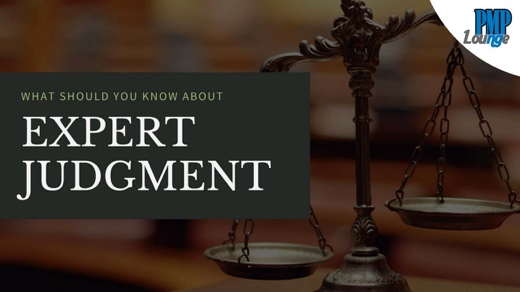 PMP
Lounge
WHAT SHOULD YOU KNOW ABOUT
EXPERT
JUDGMENT